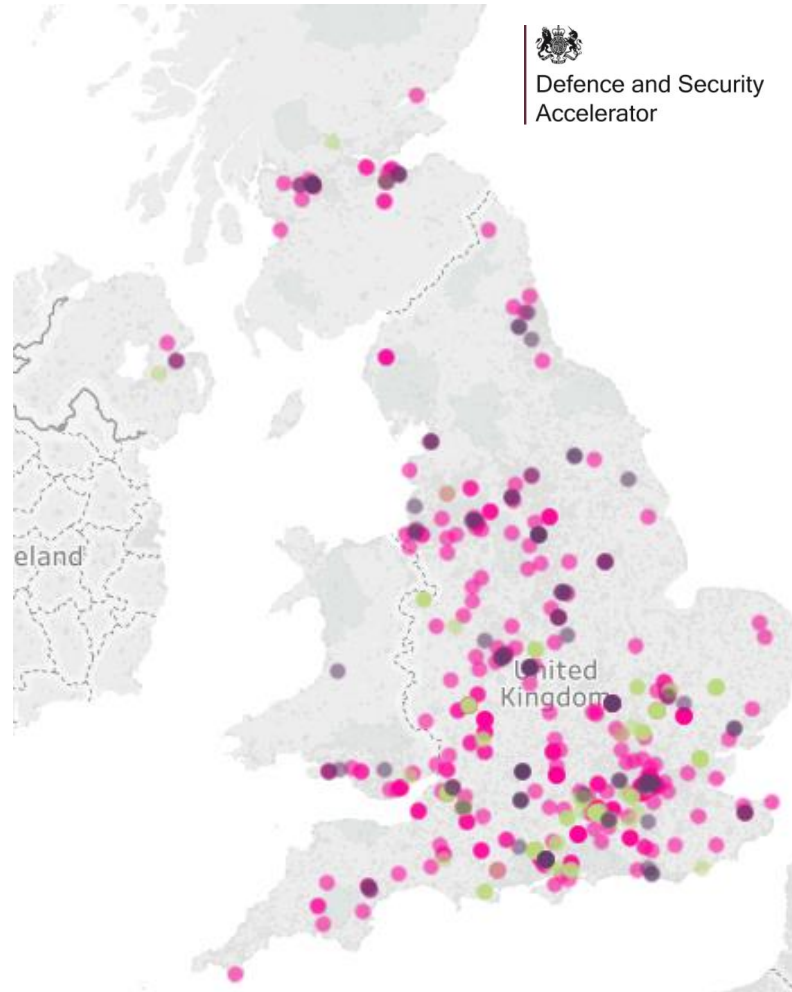 Defence and Security
Accelerator
eland
United
Kingdom